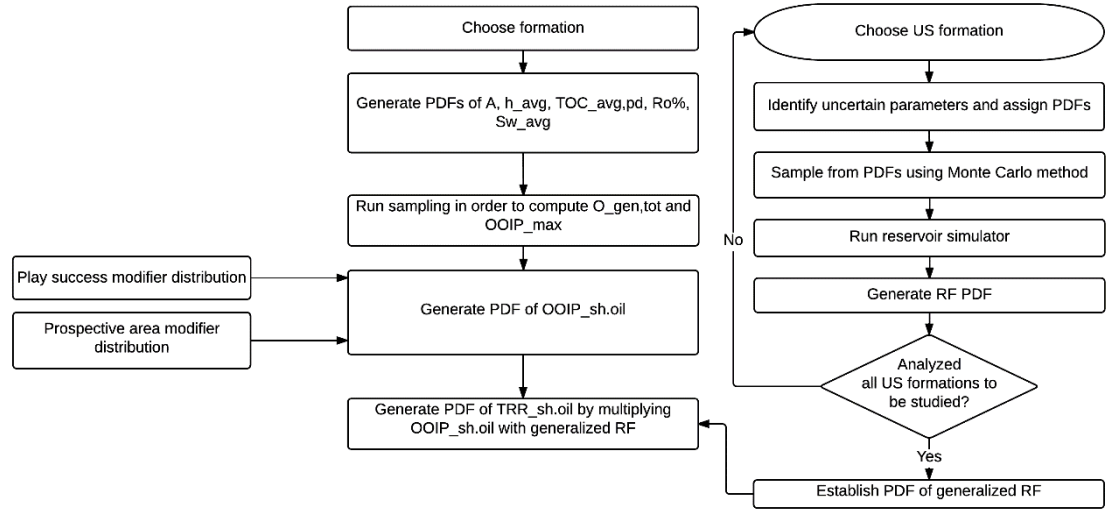 Choose formation
Generate PDFs of A, h_avg, TOC_avg,pd, Ro%,
Sw_avg
Run sampling in order to compute O_gen,tot and
OOIP_max
Play success modifier distribution
Prospective area modifier
distribution
Generate PDF of OOIP_sh.oil
Generate PDF of TRR_sh.oil by multiplying
OOIP_sh.oil with generalized RF
Choose US formation
Identify uncertain parameters and assign PDFs
Sample from PDFs using Monte Carlo method
Run reservoir simulator
Generate RF PDF
Analyzed
all US formations to
be studied?
No
Yes
Establish PDF of generalized RF